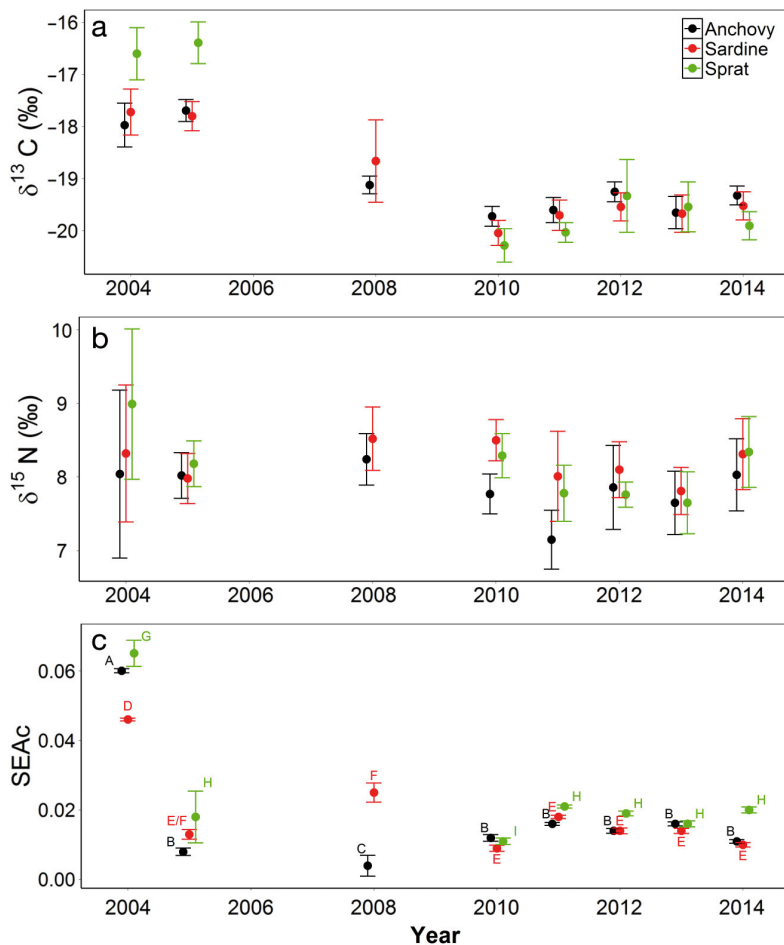 a
Anchovy
Sardine
Sprat
δ13 C (‰)
−16
−17
−18
−19
−20
2004 2006 2008 2010 2012 2014
b
δ15 N (‰)
10
9
8
7
2004 2006 2008 2010 2012 2014
c
SEAc
0.06
0.04
0.02
0.00
A G
D
E/F H
B
F
C
B I
E
E H
B
B E H
B H
E
B H
E
2004 2006 2008 2010 2012 2014
Year